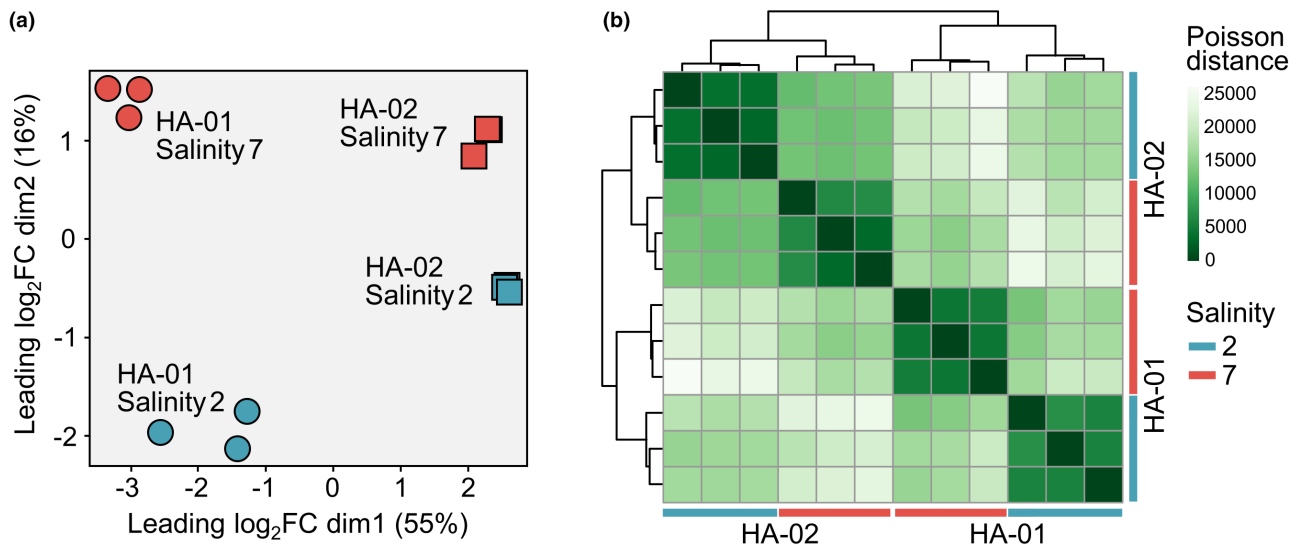 (a)
Leading log2FC dim2 (16%)
1
0
-1
-2
HA-01
Salinity 7
HA-02
Salinity 7
HA-02
Salinity 2
HA-01
Salinity 2
-3
-2
-1
0
1
2
Leading log2FC dim1 (55%)
(b)
HA-02
HA-01
HA-02
HA-01
Poisson
distance
25000
20000
15000
10000
5000
0
Salinity
2
7